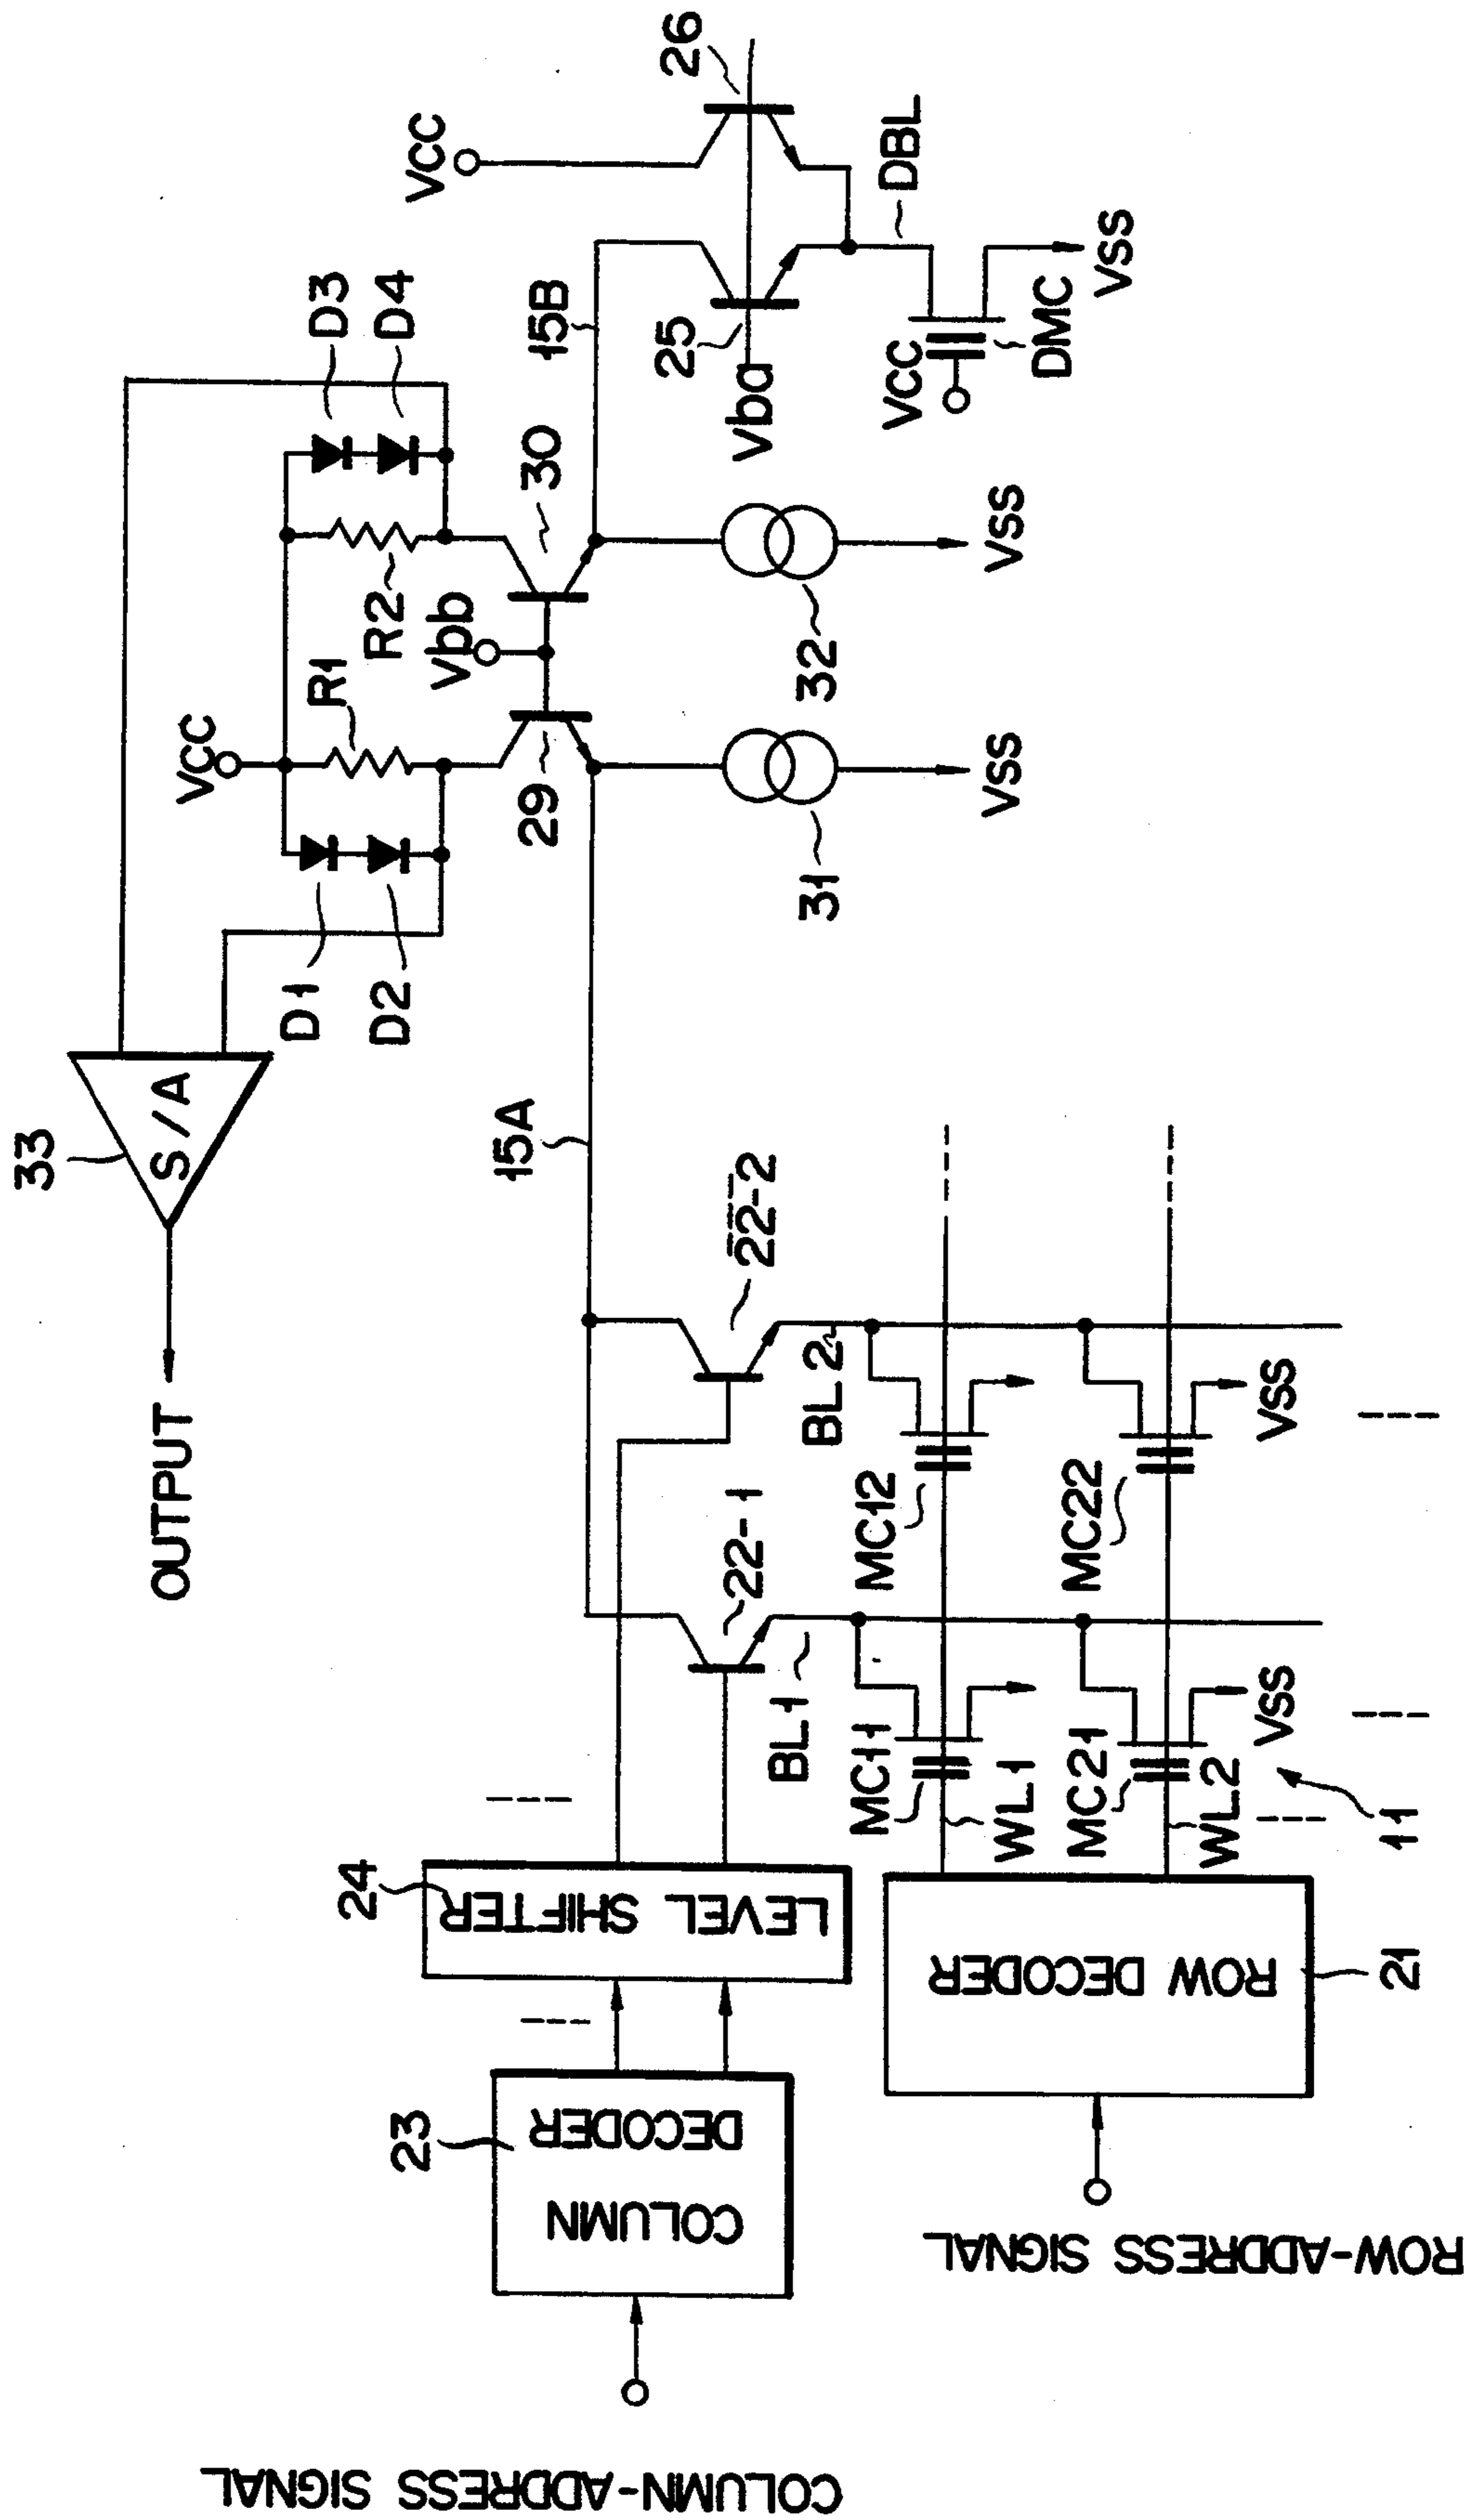 33
S/A
OUTPUT
VCC
26
VCC
D3
D4
R1
R2
Vbb
30
29
D1
D2
15B
25
Vba
DBL
VCC
DMC
VSS
32
VSS
31
VSS
15A
22-2
22-1
BL2
BL1
MC12
MC22
VSS
MC11
WL1
MC21
WL2
VSS
11
24
LEVEL SHIFTER
23
COLUMN
DECODER
ROW DECODER
21
COLUMN-ADDRESS SIGNAL
ROW-ADDRESS SIGNAL